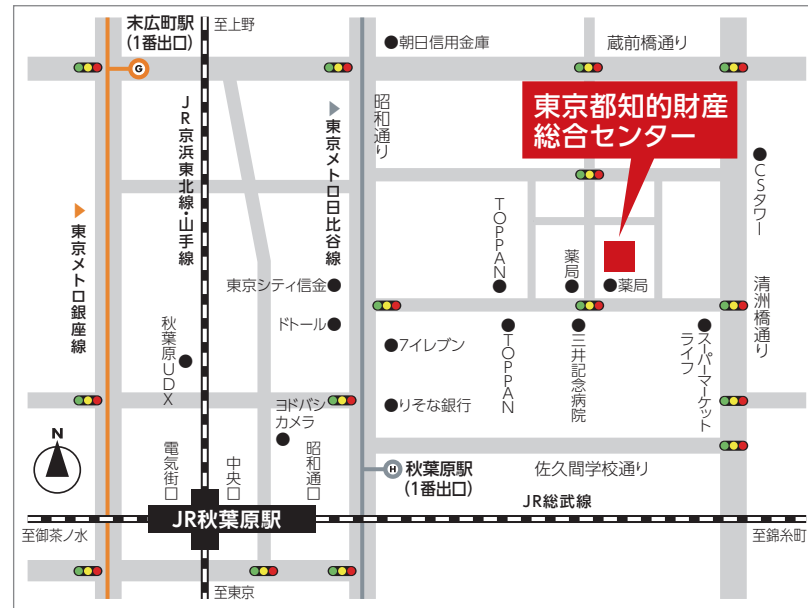 末広町駅
(1番出口)
至上野
朝日信用金庫
蔵前橋通り
G
JR京浜東北線・山手線
東京メトロ日比谷線
昭和通り
東京都知的財産
総合センター
CSタワー
東京メトロ銀座線
TOPPAN
薬局
薬局
東京シティ信金
清洲橋通り
秋葉原UDX
ドトール
7イレブン
TOPPAN
三井記念病院
スーパーマーケット
ライフ
ヨドバシ
カメラ
りそな銀行
N
電気街口
中央口
昭和通口
H
秋葉原駅
(1番出口)
佐久間学校通り
JR秋葉原駅
JR総武線
至御茶ノ水
至錦糸町
至東京